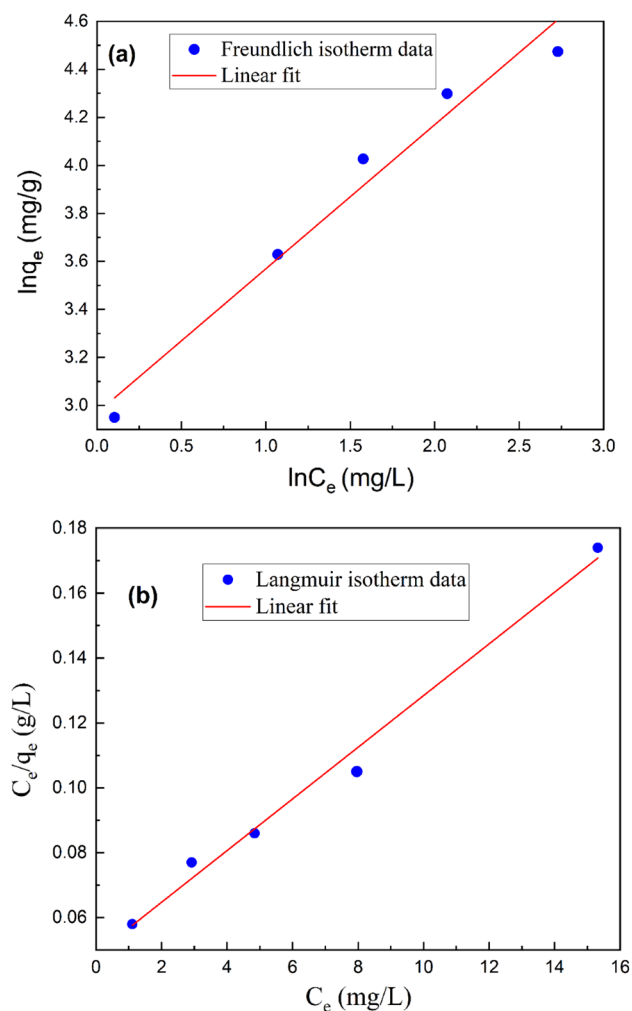 (a)
Freundlich isotherm data
Linear fit
4.6
4.4
4.2
4.0
3.8
3.6
3.4
3.2
3.0
lnqₑ (mg/g)
0.0 0.5 1.0 1.5 2.0 2.5 3.0
lnCₑ (mg/L)
(b)
Langmuir isotherm data
Linear fit
0.18
0.16
0.14
0.12
0.10
0.08
0.06
Cₑ/qₑ (g/L)
0 2 4 6 8 10 12 14 16
Cₑ (mg/L)